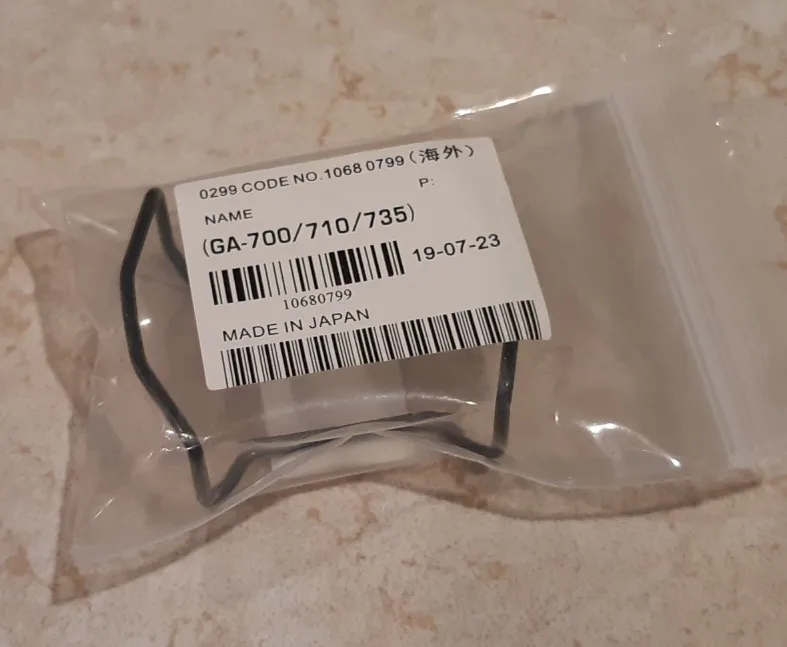 0299 CODE NO.1068 0799(海外)
P:
NAME
(GA-700/710/735)
19-07-23
10680799
MADE IN JAPAN